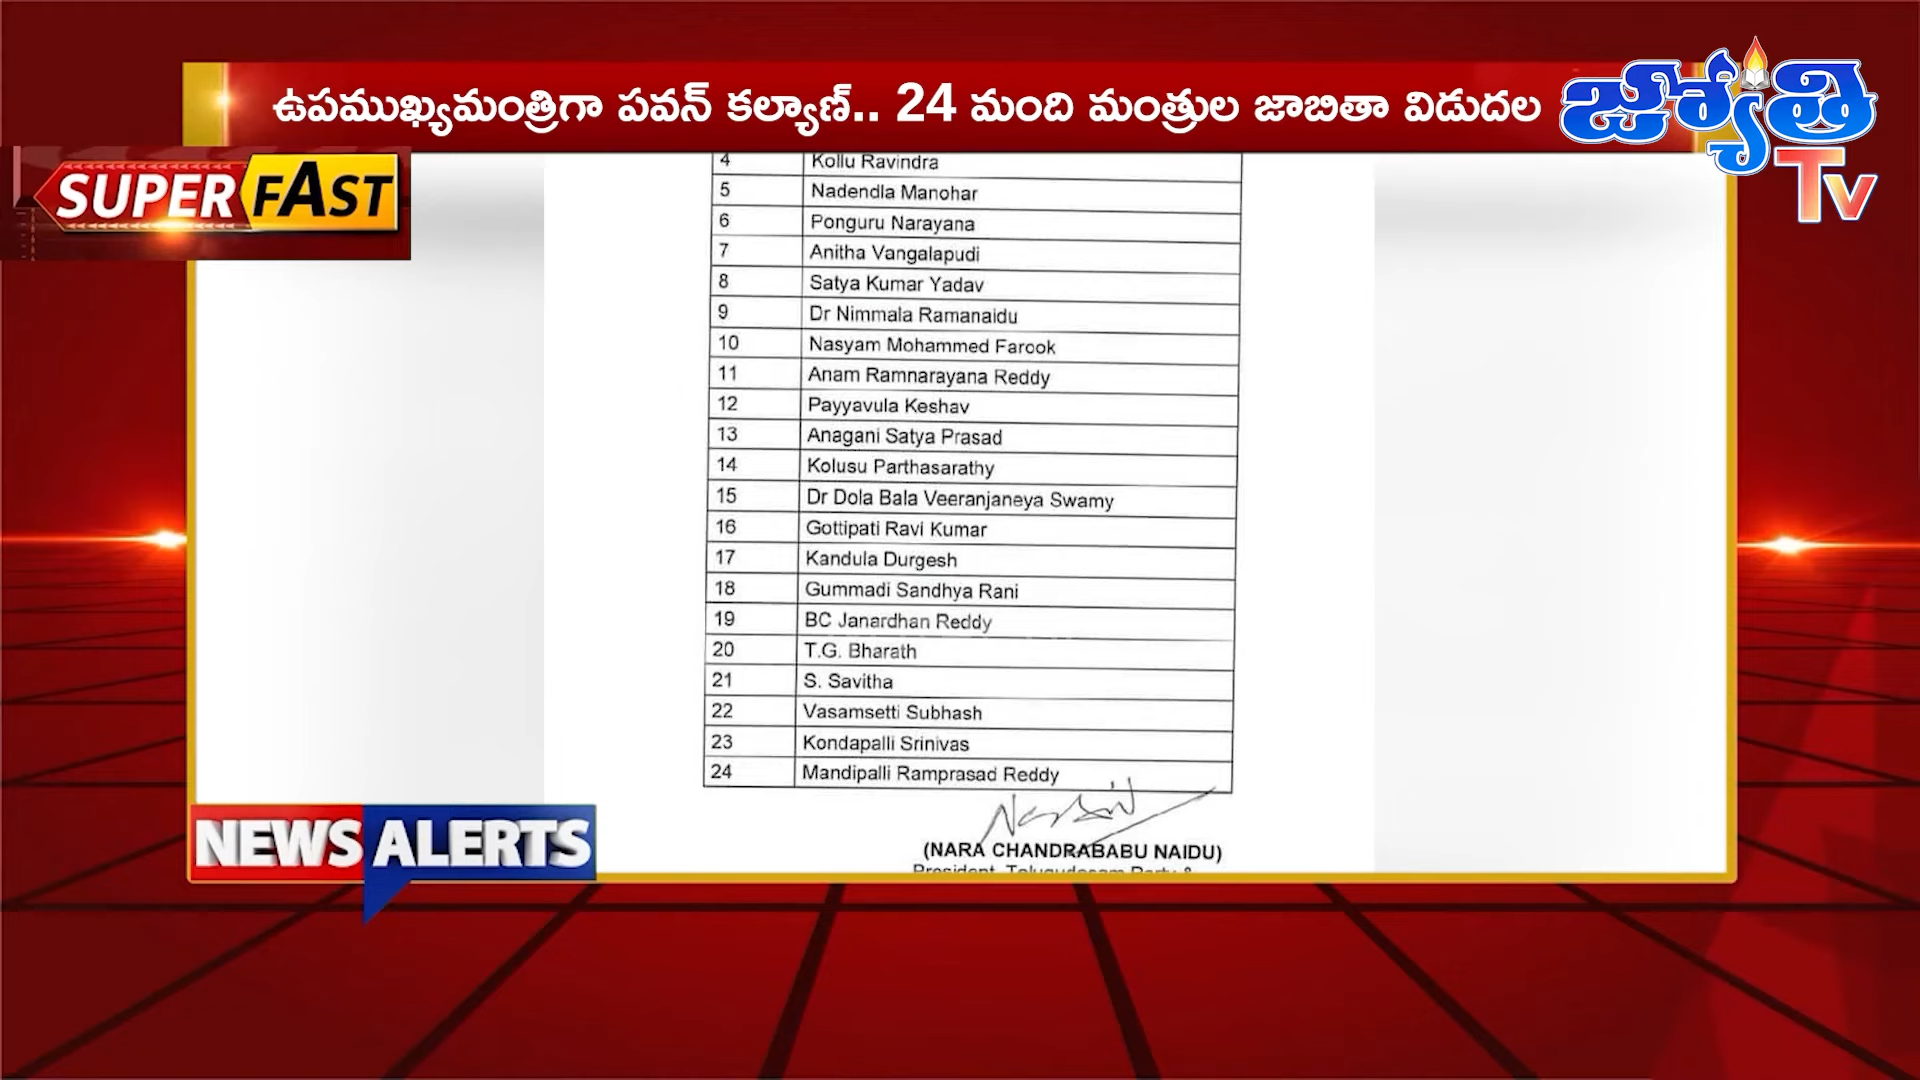 ఉపముఖ్యమంత్రిగా పవన్ కల్యాణ్.. 24 మంది మంత్రుల జాబితా విడుదల
జ్యోతి
TV
SUPER FAST
4 Kollu Ravindra
5 Nadendla Manohar
6 Ponguru Narayana
7 Anitha Vangalapudi
8 Satya Kumar Yadav
9 Dr Nimmala Ramanaidu
10 Nasyam Mohammed Farook
11 Anam Ramnarayana Reddy
12 Payyavula Keshav
13 Anagani Satya Prasad
14 Kolusu Parthasarathy
15 Dr Dola Bala Veeranjaneya Swamy
16 Gottipati Ravi Kumar
17 Kandula Durgesh
18 Gummadi Sandhya Rani
19 BC Janardhan Reddy
20 T.G. Bharath
21 S. Savitha
22 Vasamsetti Subhash
23 Kondapalli Srinivas
24 Mandipalli Ramprasad Reddy
(NARA CHANDRABABU NAIDU)
President, Telugudesam Party &
NEWS ALERTS